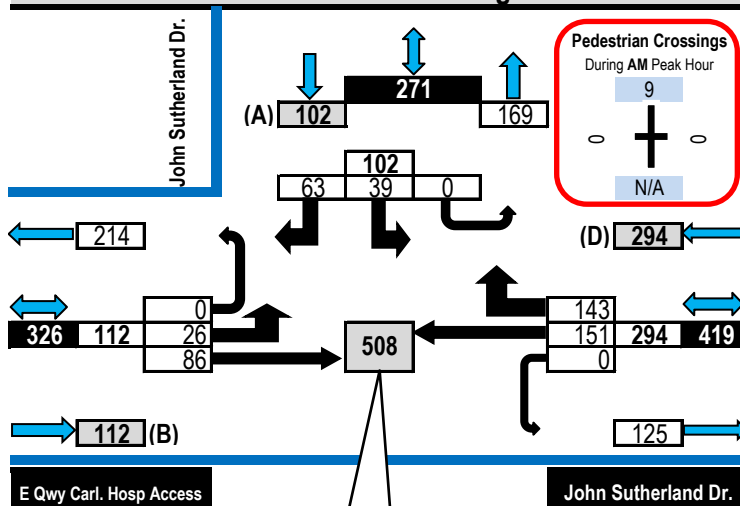 John Sutherland Dr.
271
(A) 102
169
Pedestrian Crossings
During AM Peak Hour
9
0
0
N/A
102
63 39 0
214
(D) 294
0
326 112 26
86
508
143
151 294 419
0
112 (B)
125
E Qwy Carl. Hosp Access
John Sutherland Dr.